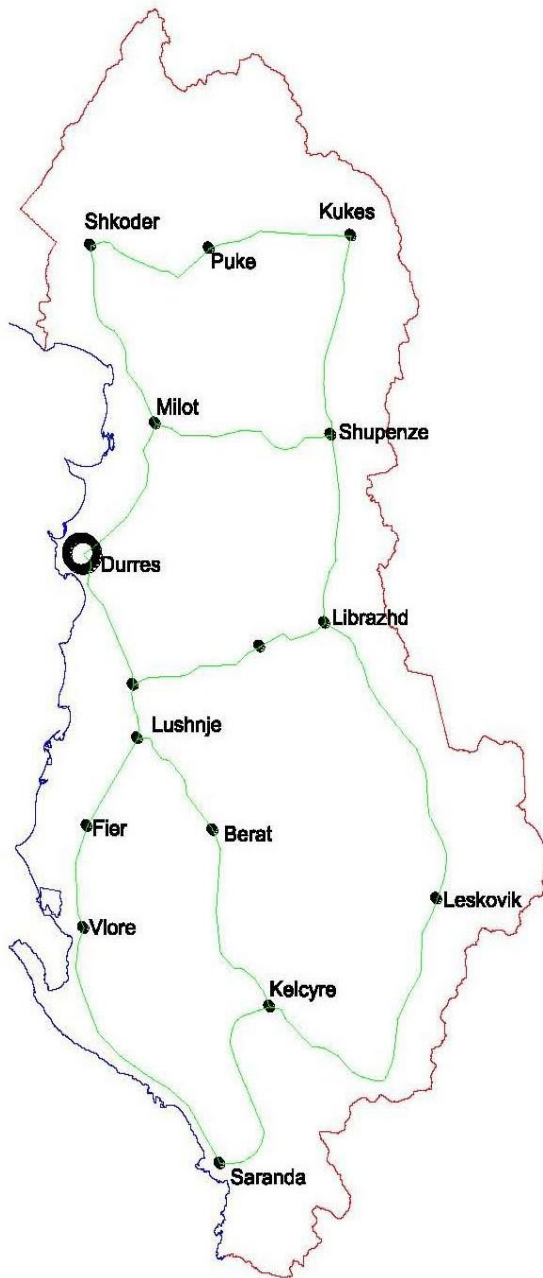 Kukes
Shkoder
Puke
Milot
Shupenze
Durres
Librazhd
Lushnje
Fier
Berat
Leskovik
Vlore
Kelcyre
Saranda